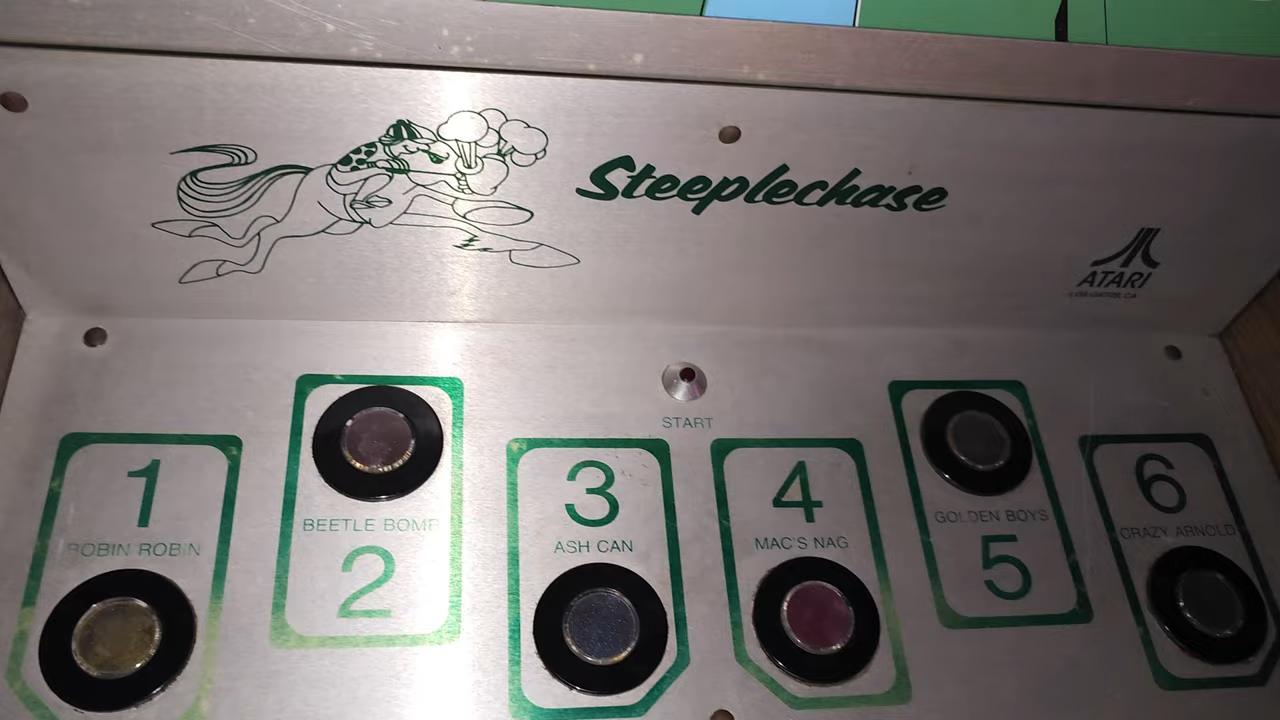 Steeplechase
ATARI
START
1
ROBIN ROBIN
BEETLE BOMB
2
3
ASH CAN
4
MAC'S NAG
GOLDEN BOYS
5
6
CRAZY ARNOLD